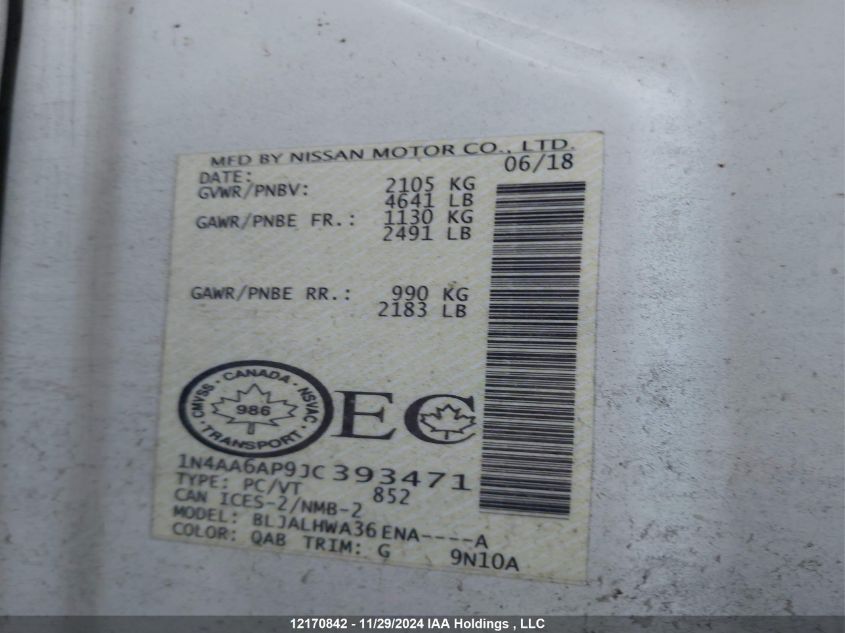 MFD BY NISSAN MOTOR CO., LTD.
DATE: 06/18
GVWR/PNBV: 2105 KG
4641 LB
GAWR/PNBE FR.: 1130 KG
2491 LB
GAWR/PNBE RR.: 990 KG
2183 LB
CANADA
CMVSS · NSVAC
986
TRANSPORT
EC
1N4AA6AP9JC393471
TYPE: PC/VT 852
CAN ICES-2/NMB-2
MODEL: BLJALHWA36ENA----A
COLOR: QAB TRIM: G 9N10A
12170842 - 11/29/2024 IAA Holdings , LLC